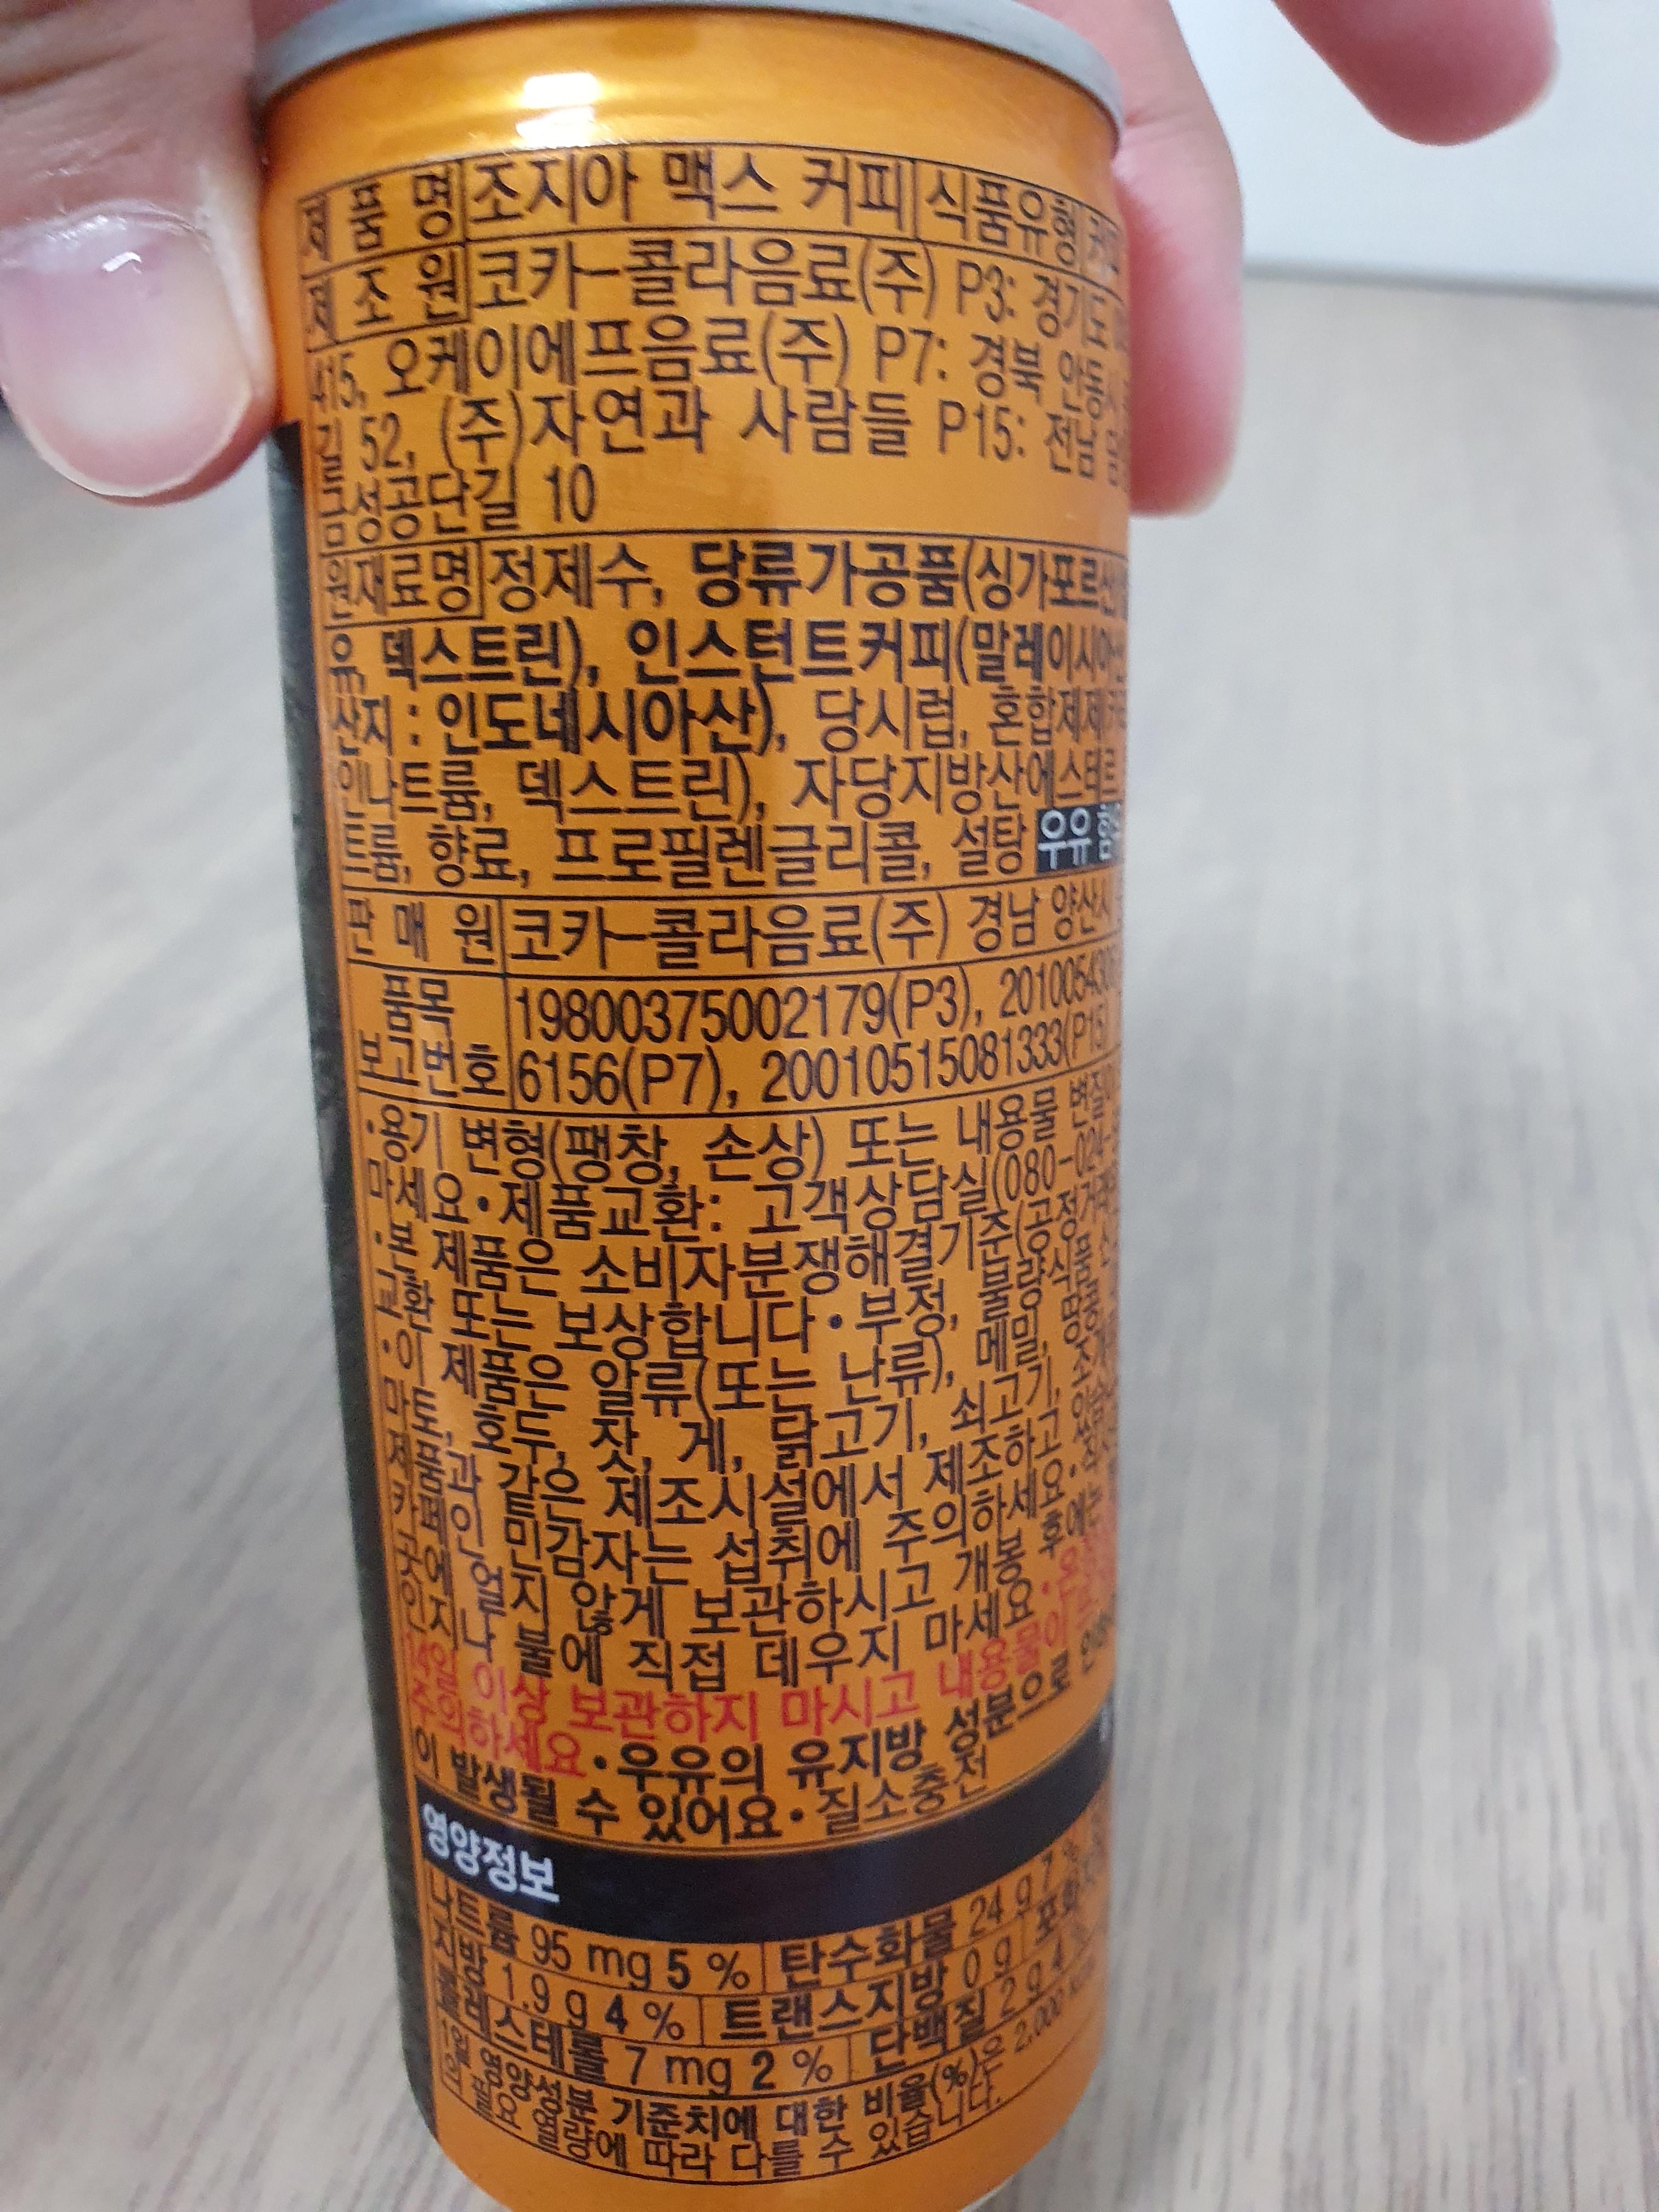 제 품 명 조지아 맥스 커피 식품유형
제 조 원 코카-콜라음료(주) P3: 경기도
415, 오케이에프음료(주) P7: 경북 안동시
길 52, (주)자연과 사람들 P15: 전남
금성공단길 10
원재료명 정제수, 당류가공품(싱가포르산
유, 덱스트린), 인스턴트커피(말레이시아산
산지 : 인도네시아산), 당시럽, 혼합제제
인나트륨, 덱스트린), 자당지방산에스테르
트륨, 향료, 프로필렌글리콜, 설탕 우유
판 매 원 코카-콜라음료(주) 경남 양산시
품목
보고번호
19800375002179(P3), 201005430
6156(P7), 20010515081333(P15)
·용기 변형(팽창, 손상) 또는 내용물 변질
마세요·제품교환: 고객상담실(080-024-
·본 제품은 소비자분쟁해결기준(공정거래
교환 또는 보상합니다·부정, 불량식품
·이 제품은 알류(또는 난류), 메밀, 땅콩
마토, 호두, 잣, 게, 닭고기, 쇠고기,
제품과 같은 제조시설에서 제조하고
카페인 민감자는 섭취에 주의하세요·
곳에 얼지 않게 보관하시고 개봉 후에는
인지나 불에 직접 데우지 마세요·
14일 이상 보관하지 마시고 내용물이
주의하세요·우유의 유지방 성분으로
이 발생될 수 있어요·질소충전
영양정보
나트륨 95 mg 5 % 탄수화물 24 g 7 %
지방 1.9 g 4 % 트랜스지방 0 g
콜레스테롤 7 mg 2 % 단백질 2 g 4 %
1일 영양성분 기준치에 대한 비율(%)은 2,000
의 필요 열량에 따라 다를 수 있습니다.